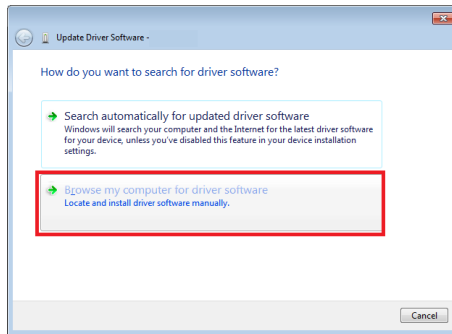 Update Driver Software -
How do you want to search for driver software?
Search automatically for updated driver software
Windows will search your computer and the Internet for the latest driver software
for your device, unless you've disabled this feature in your device installation
settings.
Browse my computer for driver software
Locate and install driver software manually.
Cancel